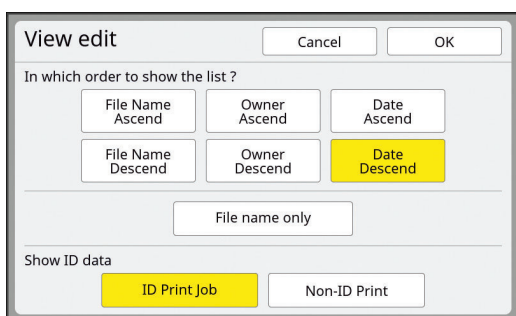 View edit
Cancel
OK
In which order to show the list ?
File Name
Ascend
Owner
Ascend
Date
Ascend
File Name
Descend
Owner
Descend
Date
Descend
File name only
Show ID data
ID Print Job
Non-ID Print